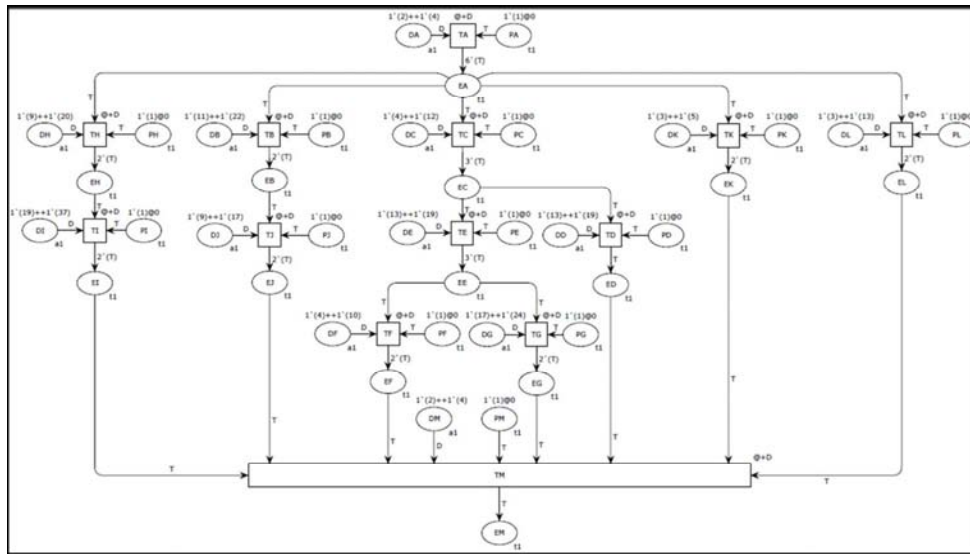 1`(2)++1`(4) @+D 1`(1)@0
DA D TA T PA
a1 t1
6`(T)
EA
t1
T T T T T
1`(9)++1`(20) @+D 1`(1)@0 1`(11)++1`(22) @+D 1`(1)@0 1`(4)++1`(12) @+D 1`(1)@0 1`(3)++1`(5) @+D 1`(1)@0 1`(3)++1`(13) @+D 1`(1)@0
DH D TH T PH DB D TB T PB DC D TC T PC DK D TK T PK DL D TL T PL
a1 t1 a1 t1 a1 t1 a1 t1 a1 t1
2`(T) 2`(T) 3`(T) 2`(T) 2`(T)
EH EB EC EK EL
t1 t1 t1 t1 t1
T T T T
1`(19)++1`(37) @+D 1`(1)@0 1`(9)++1`(17) @+D 1`(1)@0 1`(13)++1`(19) @+D 1`(1)@0 1`(13)++1`(19) @+D 1`(1)@0
DI D TI T PI DJ D TJ T PJ DE D TE T PE DD D TD T PD
a1 t1 a1 t1 a1 t1 a1 t1
2`(T) 2`(T) 3`(T) T
EI EJ EE ED
t1 t1 t1 t1
T T
1`(4)++1`(10) @+D 1`(1)@0 1`(17)++1`(24) @+D 1`(1)@0
DF D TF T PF DG D TG T PG
a1 t1 a1 t1
2`(T) 2`(T)
EF EG
t1 t1
T
1`(2)++1`(4) 1`(1)@0
DM PM
a1 t1
T T D T T T
@+D
T TM T
T
EM
t1